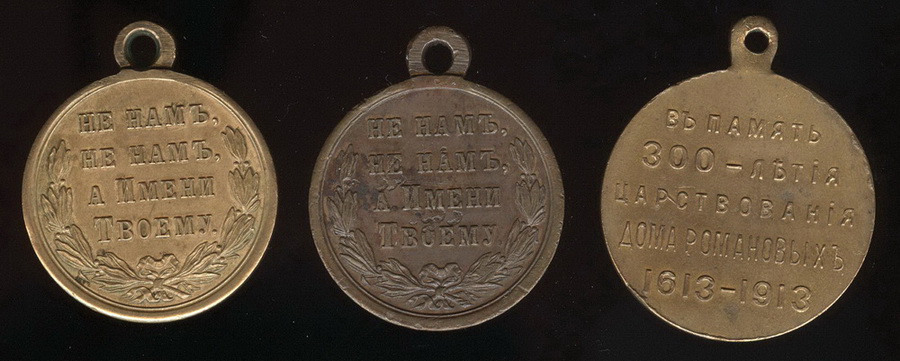 НЕ НАМЪ,
НЕ НАМЪ,
А ИМЕНИ
ТВОЕМУ.
НЕ НАМЪ,
НЕ НАМЪ,
А ИМЕНИ
ТВОЕМУ.
ВЪ ПАМЯТЬ
300-ЛѢТІЯ
ЦАРСТВОВАНІЯ
ДОМА РОМАНОВЫХЪ
1613-1913